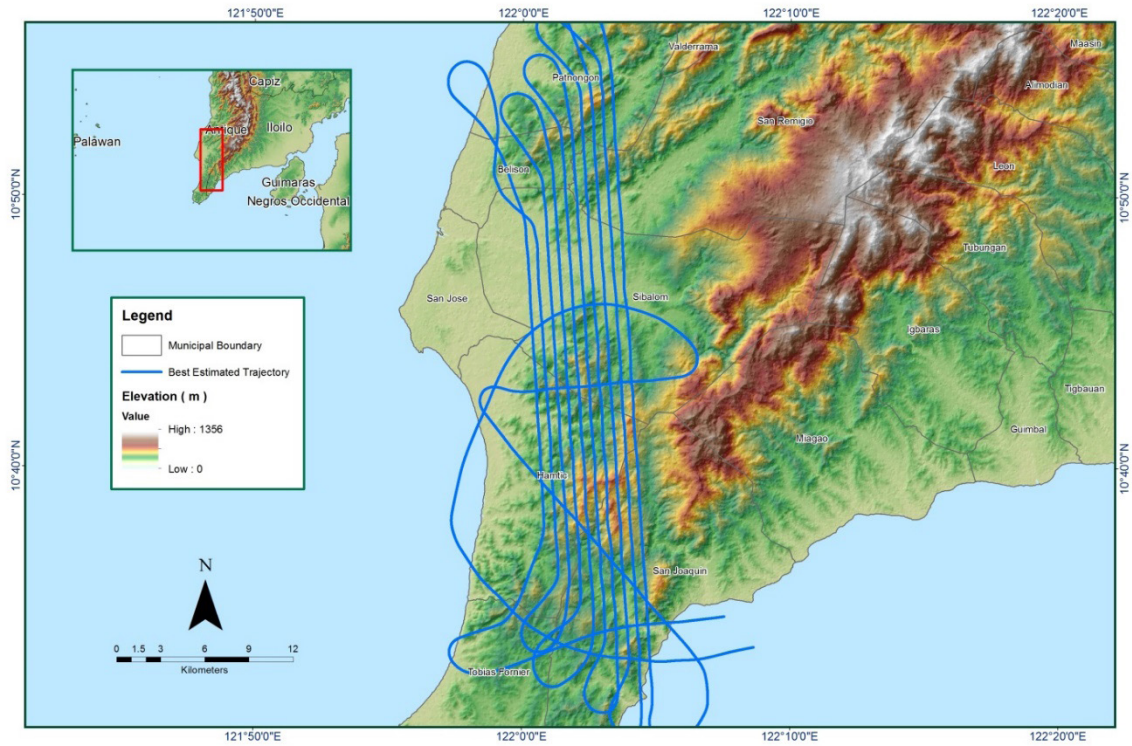 121°50'0"E
122°0'0"E
122°10'0"E
122°20'0"E
Capiz
Antique
Iloilo
Palawan
Guimaras
Negros Occidental
Valderrama
Maasin
Patnongon
Alimodian
San Remigio
Leon
Belison
10°50'0"N
10°50'0"N
Tubungan
San Jose
Sibalom
Igbaras
Tigbauan
Guimbal
Miagao
Hamtic
10°40'0"N
10°40'0"N
San Joaquin
Tobias Fornier
Legend
Municipal Boundary
Best Estimated Trajectory
Elevation ( m )
Value
High : 1356
Low : 0
N
0 1.5 3 6 9 12
Kilometers
121°50'0"E
122°0'0"E
122°10'0"E
122°20'0"E